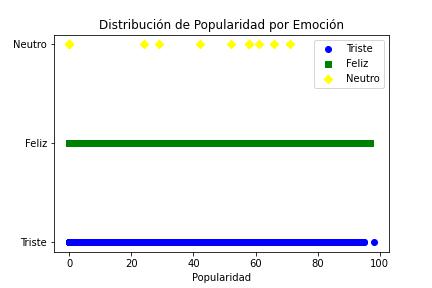 Distribución de Popularidad por Emoción
Neutro
Feliz
Triste
Triste
Feliz
Neutro
0 20 40 60 80 100
Popularidad